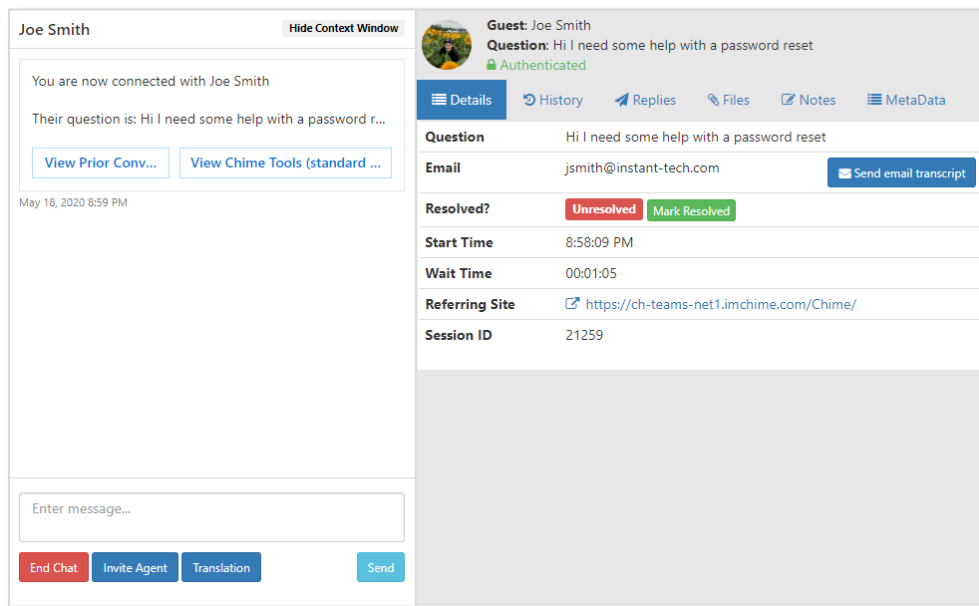 Joe Smith
Hide Context Window
You are now connected with Joe Smith
Their question is: Hi I need some help with a password r...
View Prior Conv...
View Chime Tools (standard ...
May 18, 2020 8:59 PM
Enter message...
End Chat
Invite Agent
Translation
Send
Guest: Joe Smith
Question: Hi I need some help with a password reset
Authenticated
Details
History
Replies
Files
Notes
MetaData
Question Hi I need some help with a password reset
Email jsmith@instant-tech.com
Send email transcript
Resolved? Unresolved Mark Resolved
Start Time 8:58:09 PM
Wait Time 00:01:05
Referring Site https://ch-teams-net1.imchime.com/Chime/
Session ID 21259